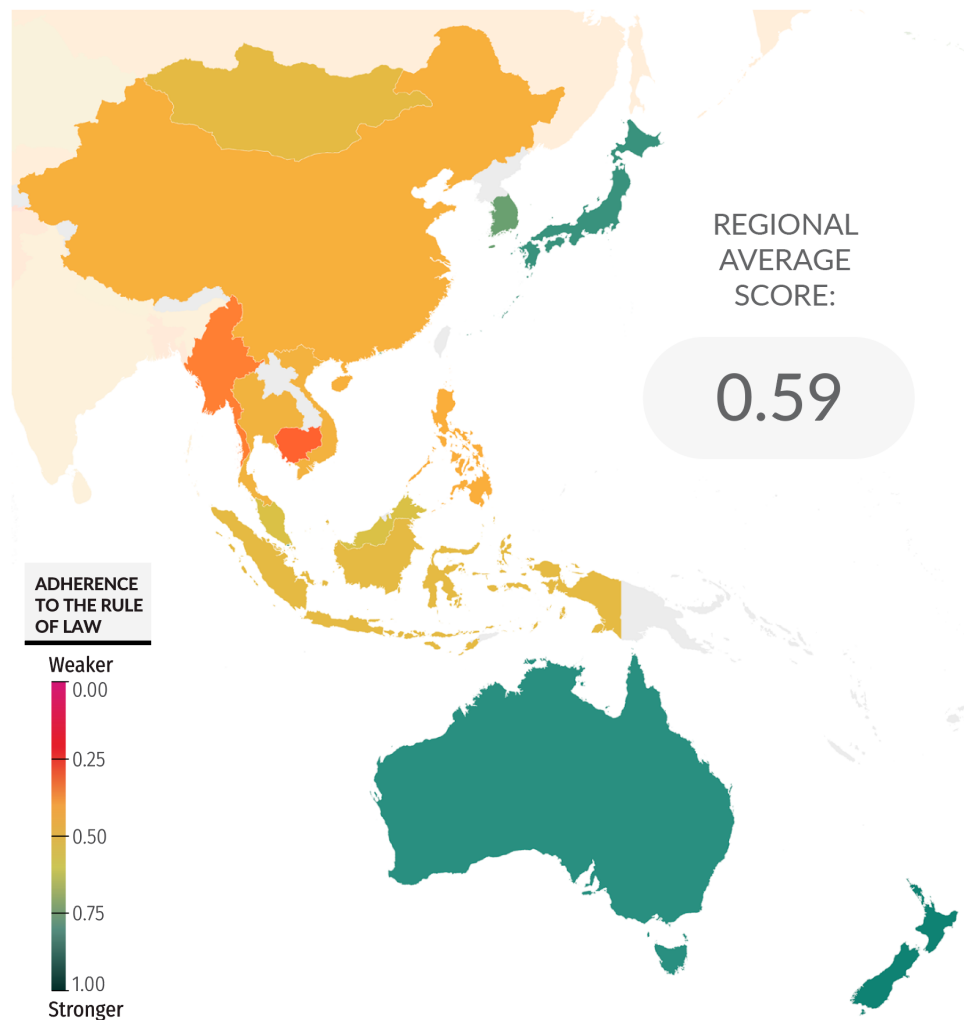 REGIONAL
AVERAGE
SCORE:
0.59
ADHERENCE
TO THE RULE
OF LAW
Weaker
0.00
0.25
0.50
0.75
1.00
Stronger